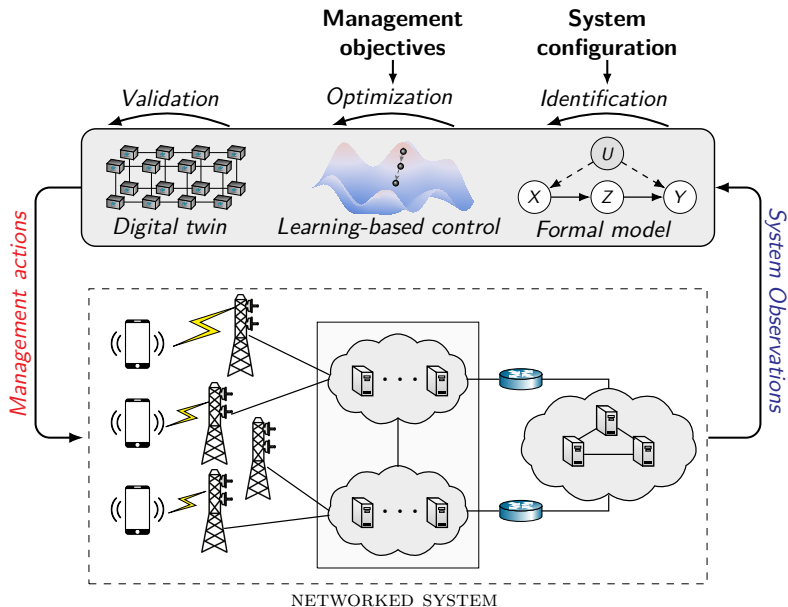 Management
objectives
System
configuration
Validation
Optimization
Identification
U
X
Z
Y
Digital twin
Learning-based control
Formal model
Management actions
System Observations
NETWORKED SYSTEM